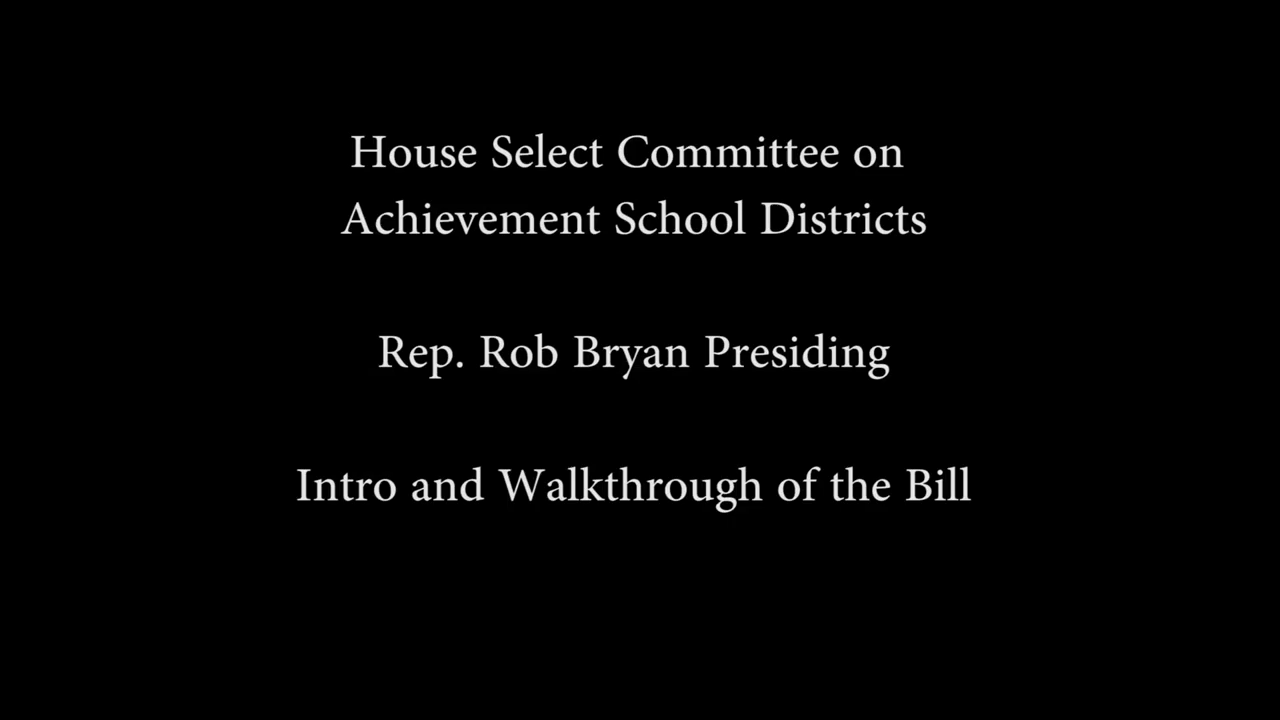 House Select Committee on
Achievement School Districts
Rep. Rob Bryan Presiding
Intro and Walkthrough of the Bill